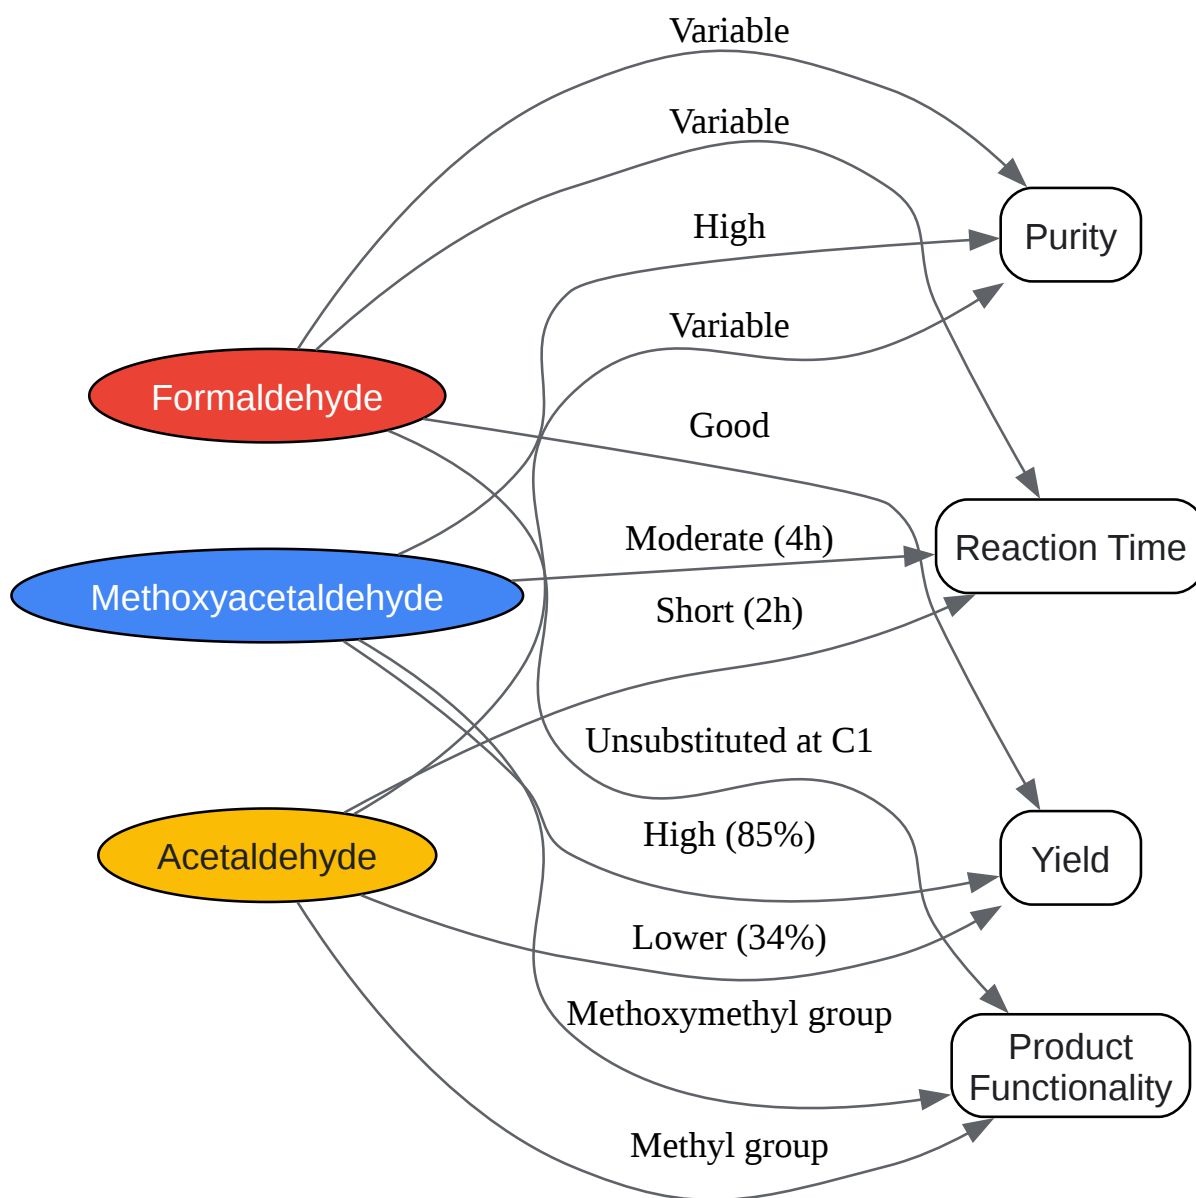 Variable
Variable
High
Purity
Variable
Formaldehyde
Good
Moderate (4h)
Reaction Time
Methoxyacetaldehyde
Short (2h)
Unsubstituted at C1
High (85%)
Acetaldehyde
Yield
Lower (34%)
Methoxymethyl group
Product
Functionality
Methyl group